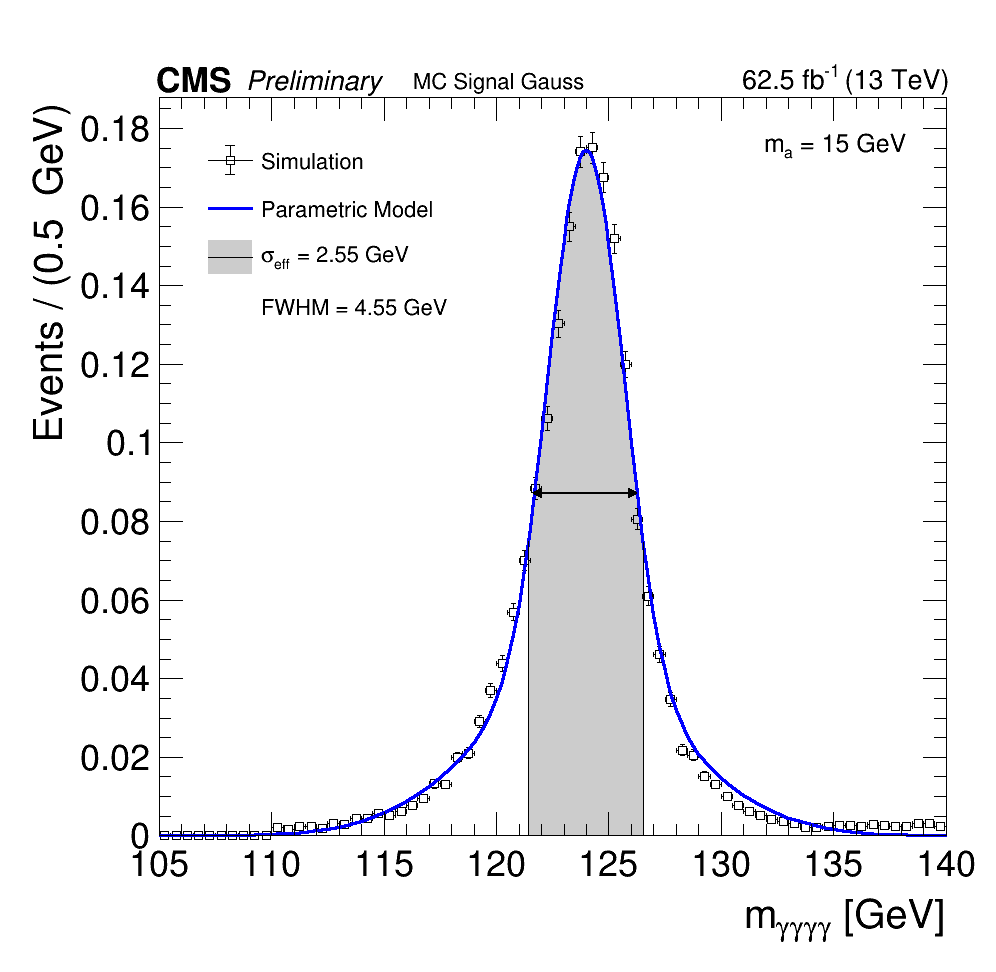 CMS Preliminary MC Signal Gauss 62.5 fb⁻¹ (13 TeV)
mₐ = 15 GeV
Simulation
Parametric Model
σ_eff = 2.55 GeV
FWHM = 4.55 GeV
Events / (0.5 GeV)
0.18
0.16
0.14
0.12
0.1
0.08
0.06
0.04
0.02
0
105 110 115 120 125 130 135 140
m_γγγγ [GeV]